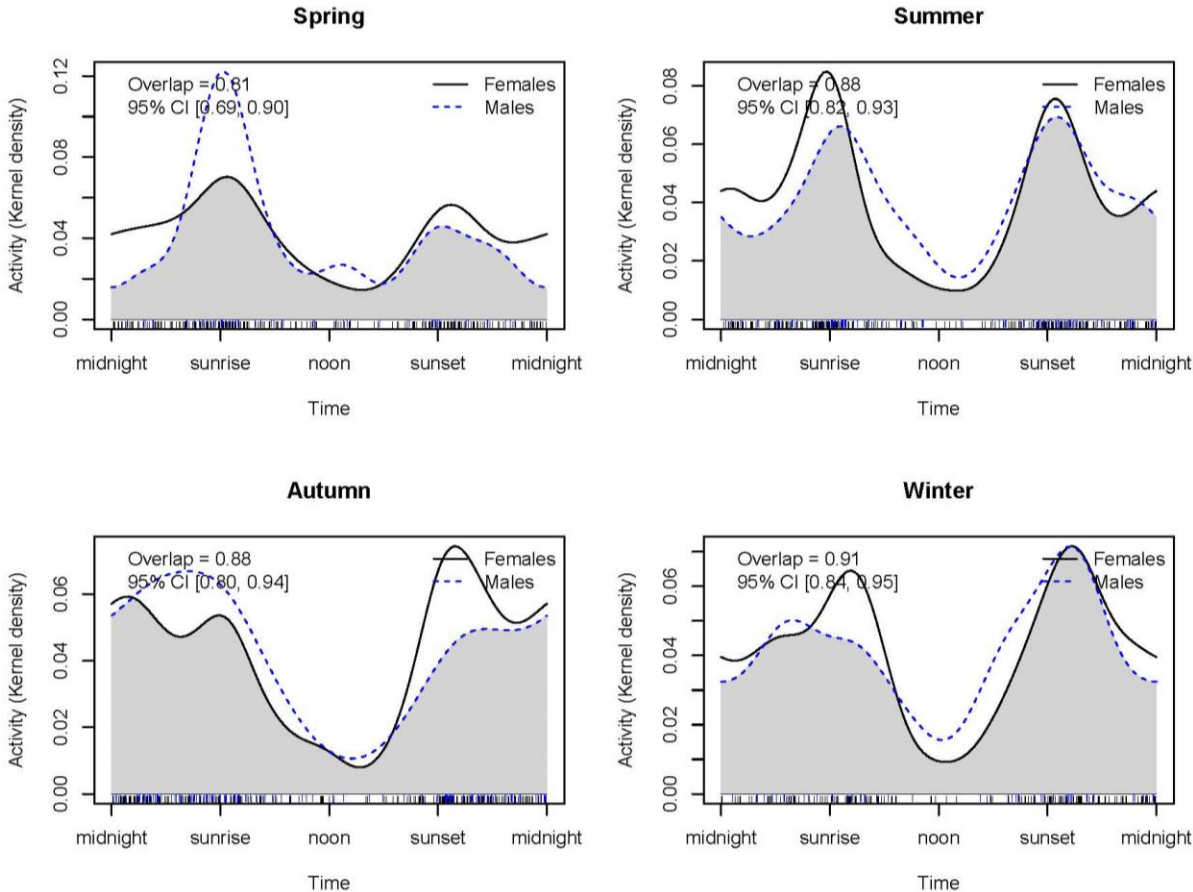 Spring
Activity (Kernel density)
0.00
0.04
0.08
0.12
Overlap = 0.81
95% CI [0.69, 0.90]
Females
Males
midnight sunrise noon sunset midnight
Time
Summer
Activity (Kernel density)
0.00
0.02
0.04
0.06
0.08
Overlap = 0.88
95% CI [0.82, 0.93]
Females
Males
midnight sunrise noon sunset midnight
Time
Autumn
Activity (Kernel density)
0.00
0.02
0.04
0.06
Overlap = 0.88
95% CI [0.80, 0.94]
Females
Males
midnight sunrise noon sunset midnight
Time
Winter
Activity (Kernel density)
0.00
0.02
0.04
0.06
Overlap = 0.91
95% CI [0.84, 0.95]
Females
Males
midnight sunrise noon sunset midnight
Time